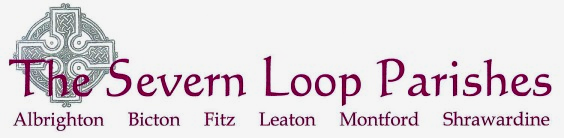 The Severn Loop Parishes
Albrighton Bicton Fitz Leaton Montford Shrawardine